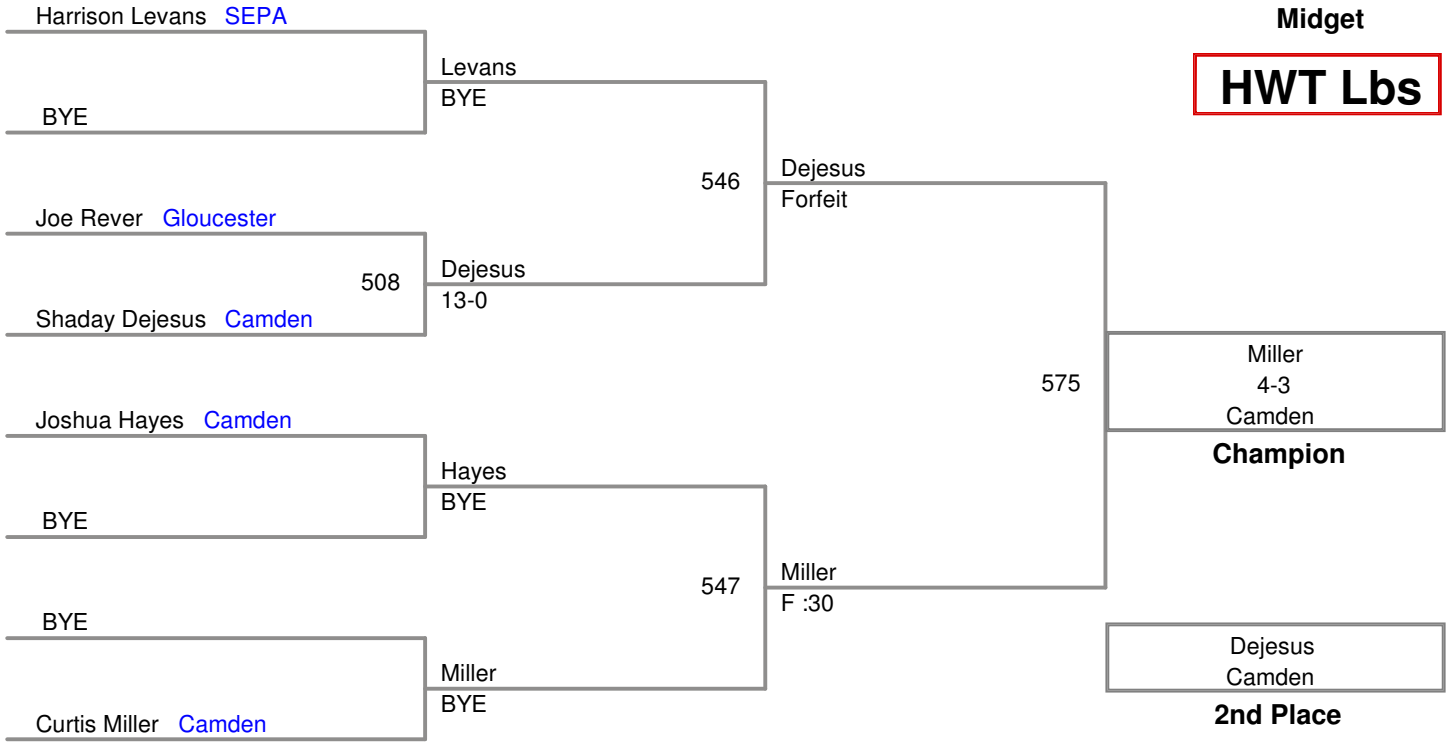 Harrison Levans SEPA
Midget
HWT Lbs
Levans
BYE
BYE
546
Dejesus
Forfeit
Joe Rever Gloucester
508
Dejesus
13-0
Shaday Dejesus Camden
575
Miller
4-3
Camden
Champion
Joshua Hayes Camden
Hayes
BYE
BYE
547
Miller
F :30
BYE
Miller
BYE
Curtis Miller Camden
Dejesus
Camden
2nd Place